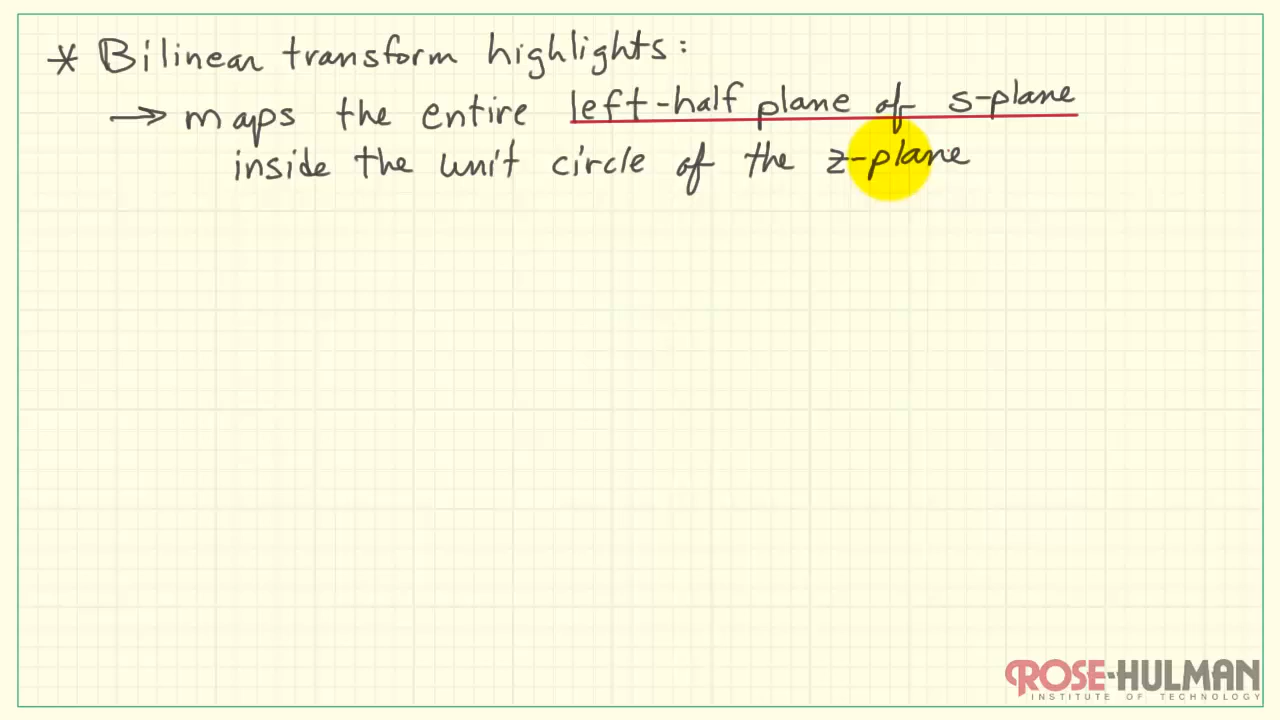 * Bilinear transform highlights:
→ maps the entire left-half plane of s-plane
inside the unit circle of the z-plane
ROSE-HULMAN
INSTITUTE OF TECHNOLOGY